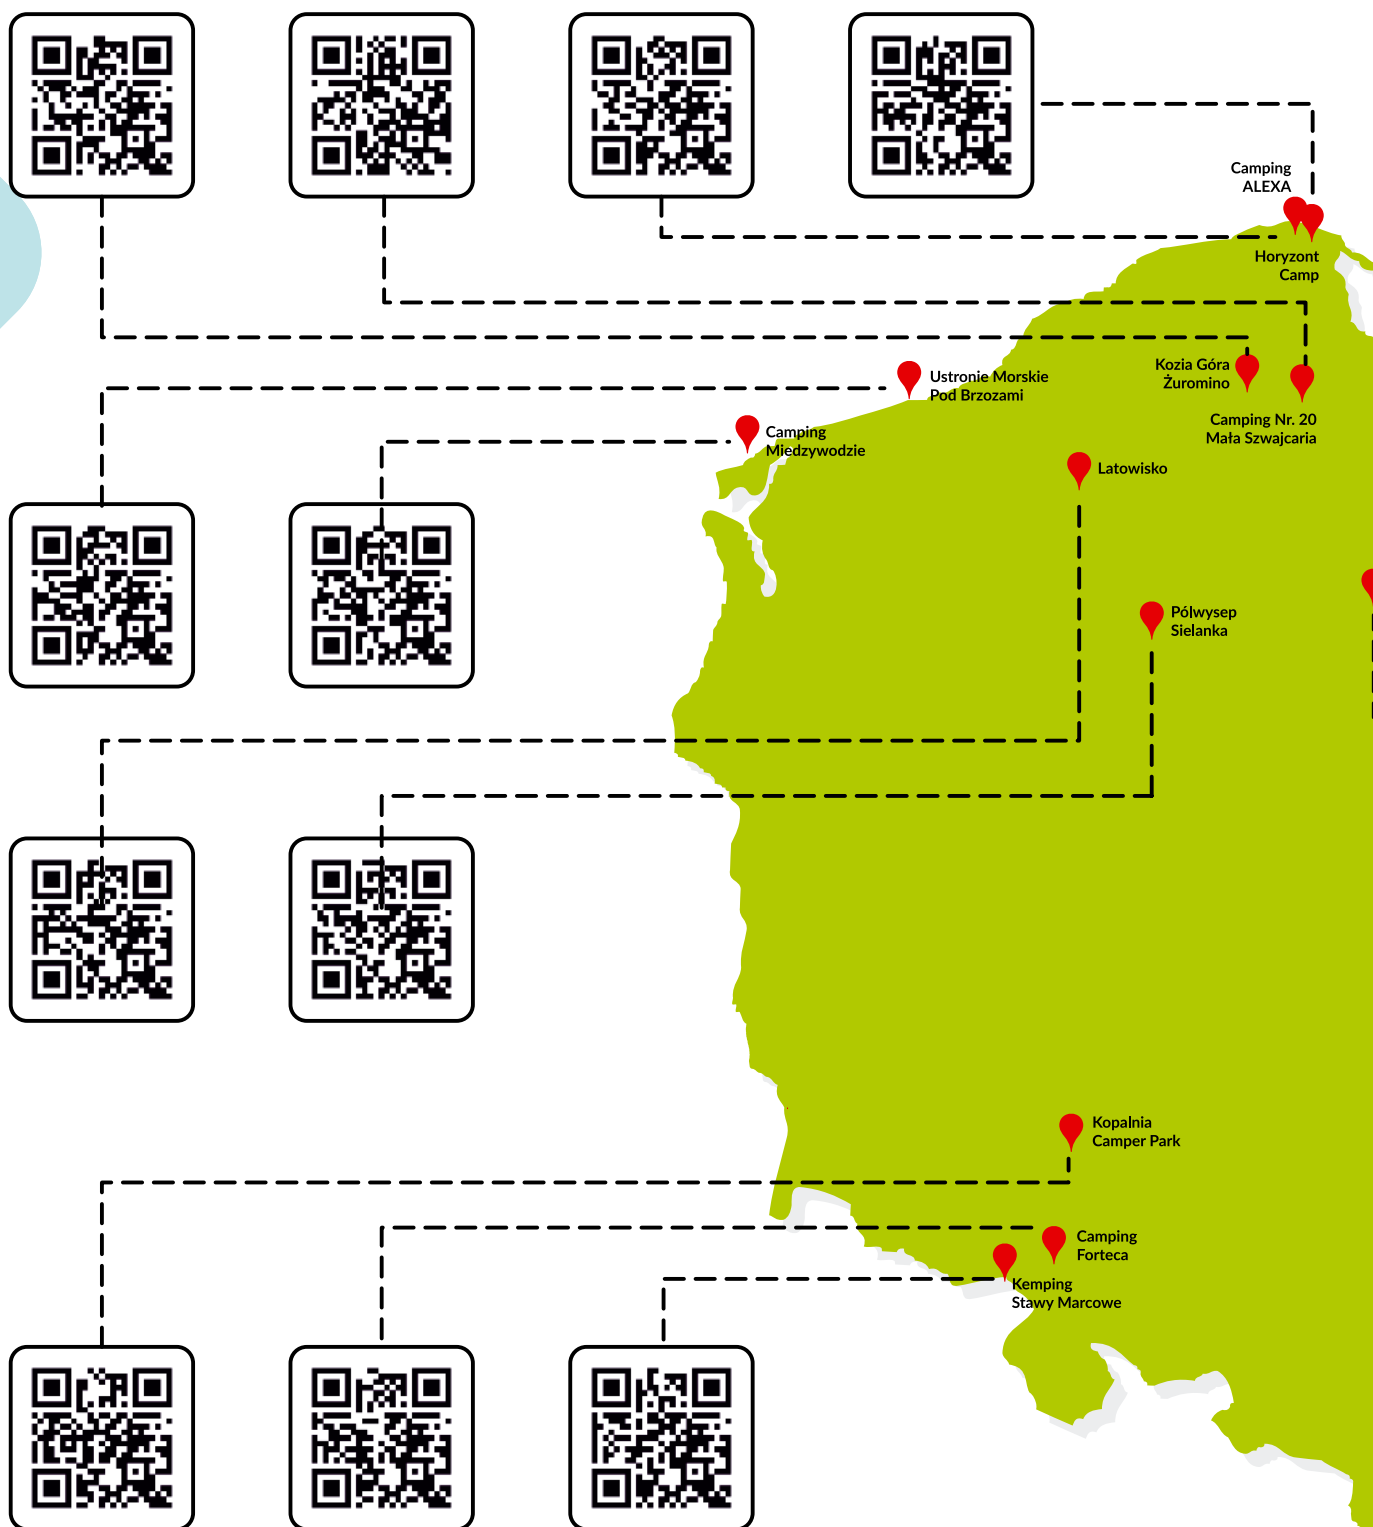 Camping
ALEXA
Horyzont
Camp
Kozia Góra
Żuromino
Ustronie Morskie
Pod Brzozami
Camping Nr. 20
Mała Szwajcaria
Camping
Miedzywodzie
Latowisko
Pólwysep
Sielanka
Kopalnia
Camper Park
Camping
Forteca
Kemping
Stawy Marcowe